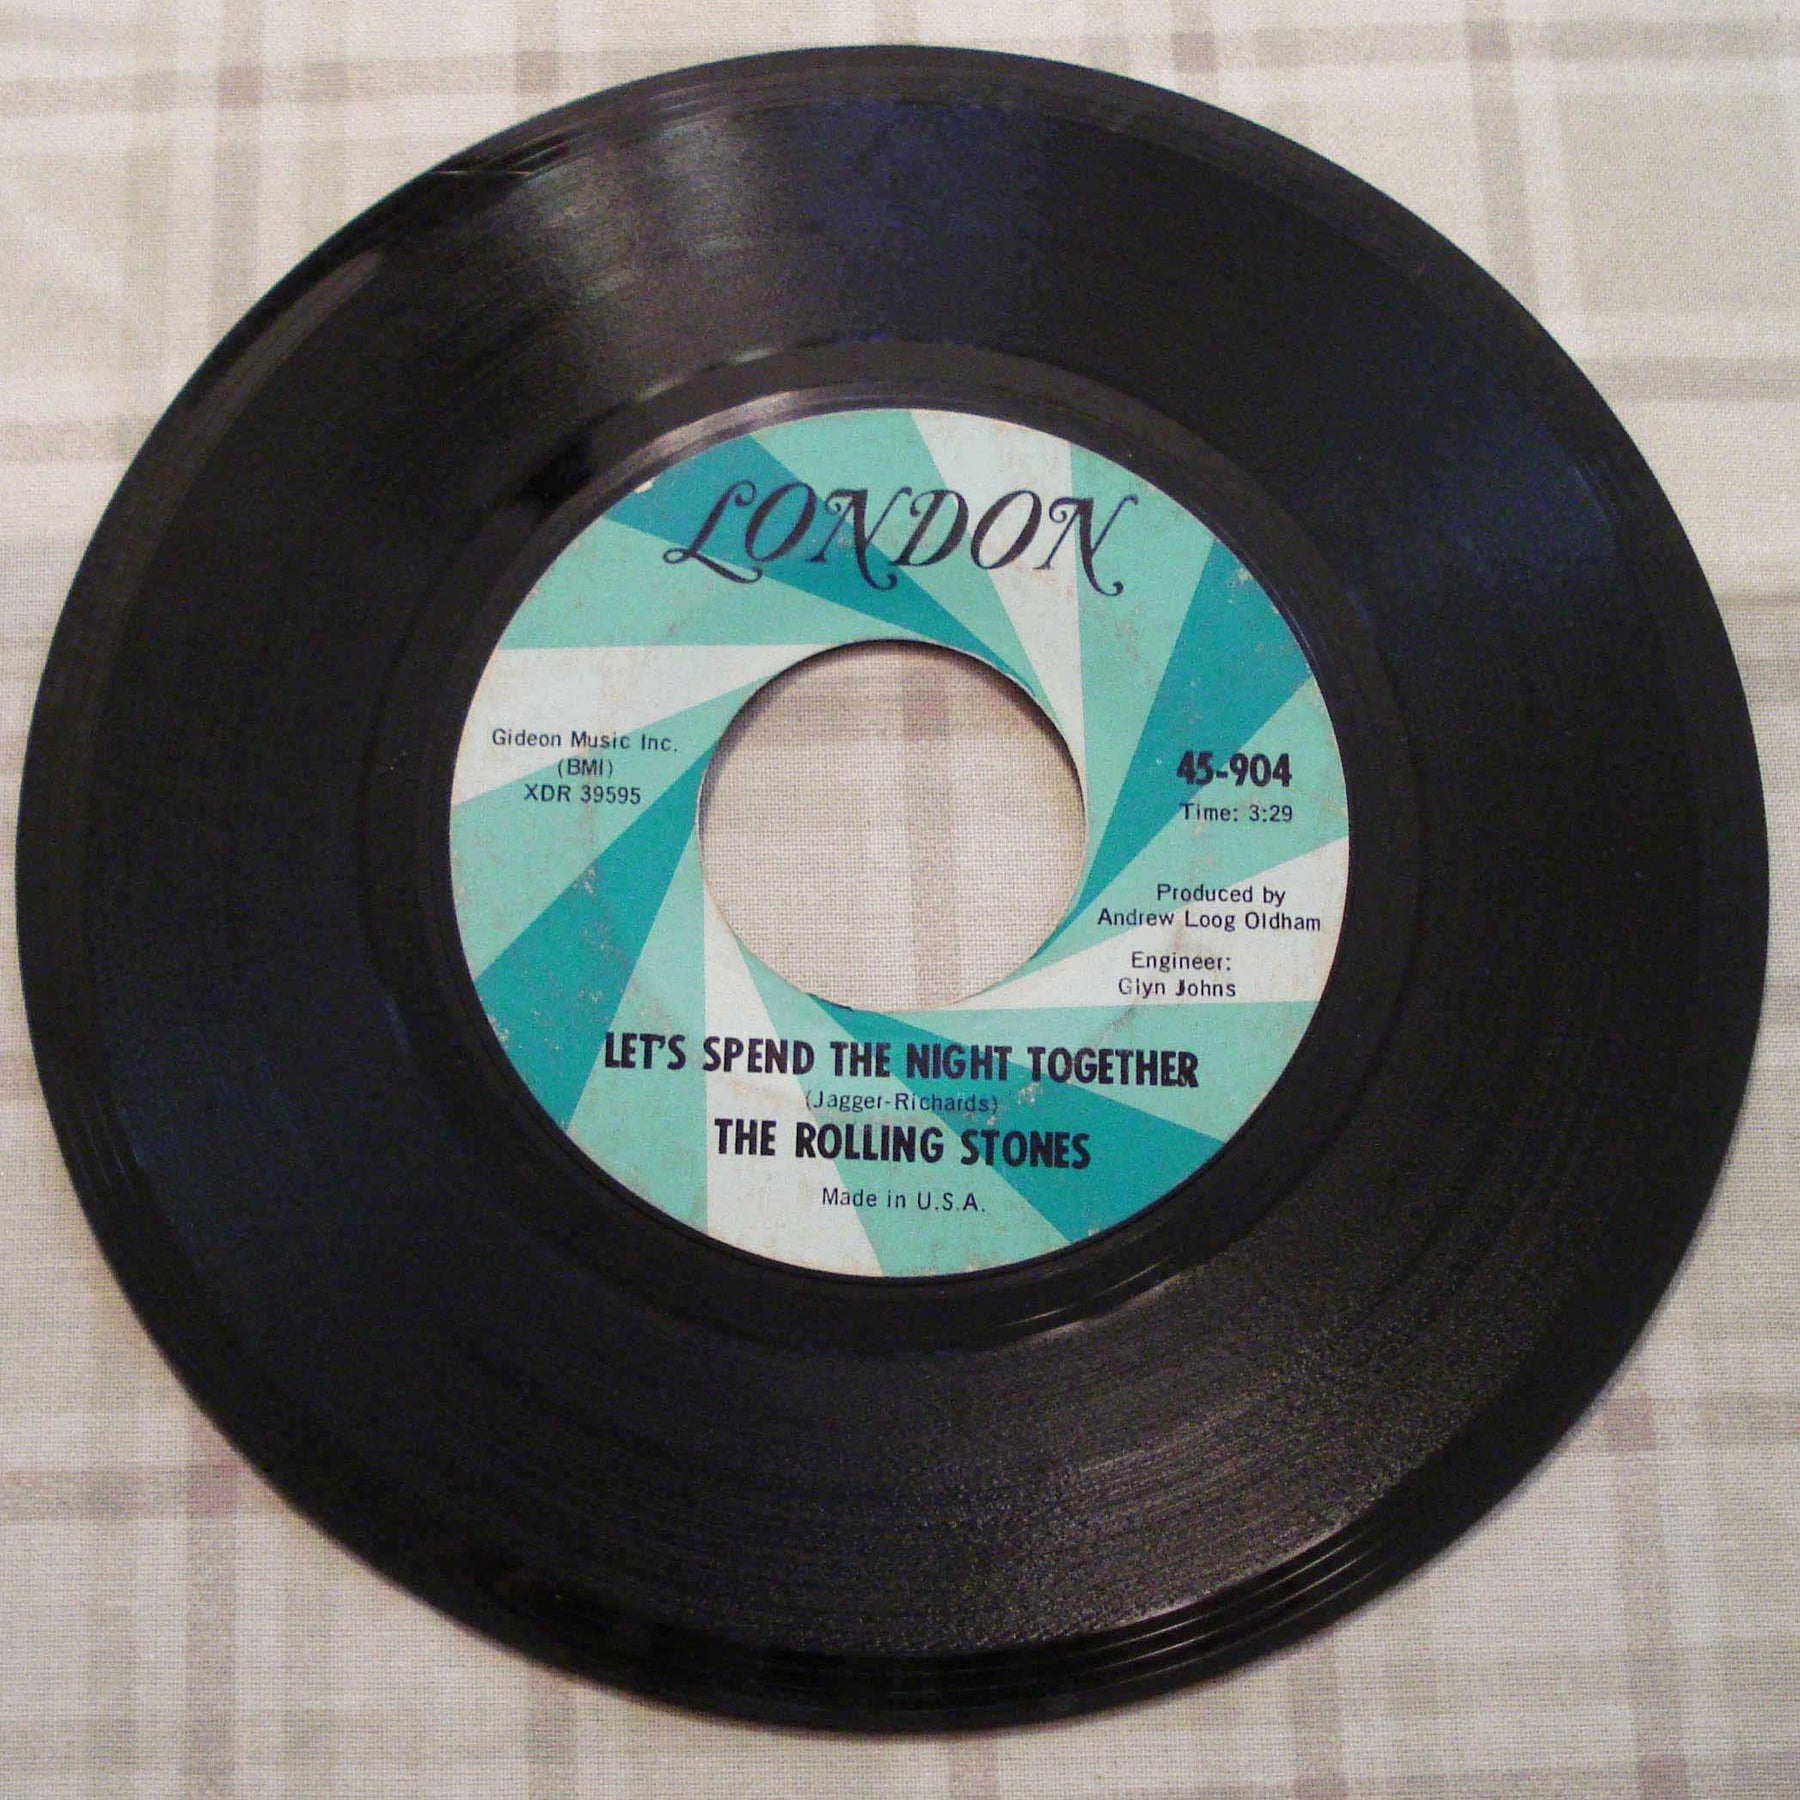 LONDON
Gideon Music Inc.
(BMI)
XDR 39595
45-904
Time: 3:29
Produced by
Andrew Loog Oldham
Engineer:
Glyn Johns
LET'S SPEND THE NIGHT TOGETHER
(Jagger-Richards)
THE ROLLING STONES
Made in U.S.A.